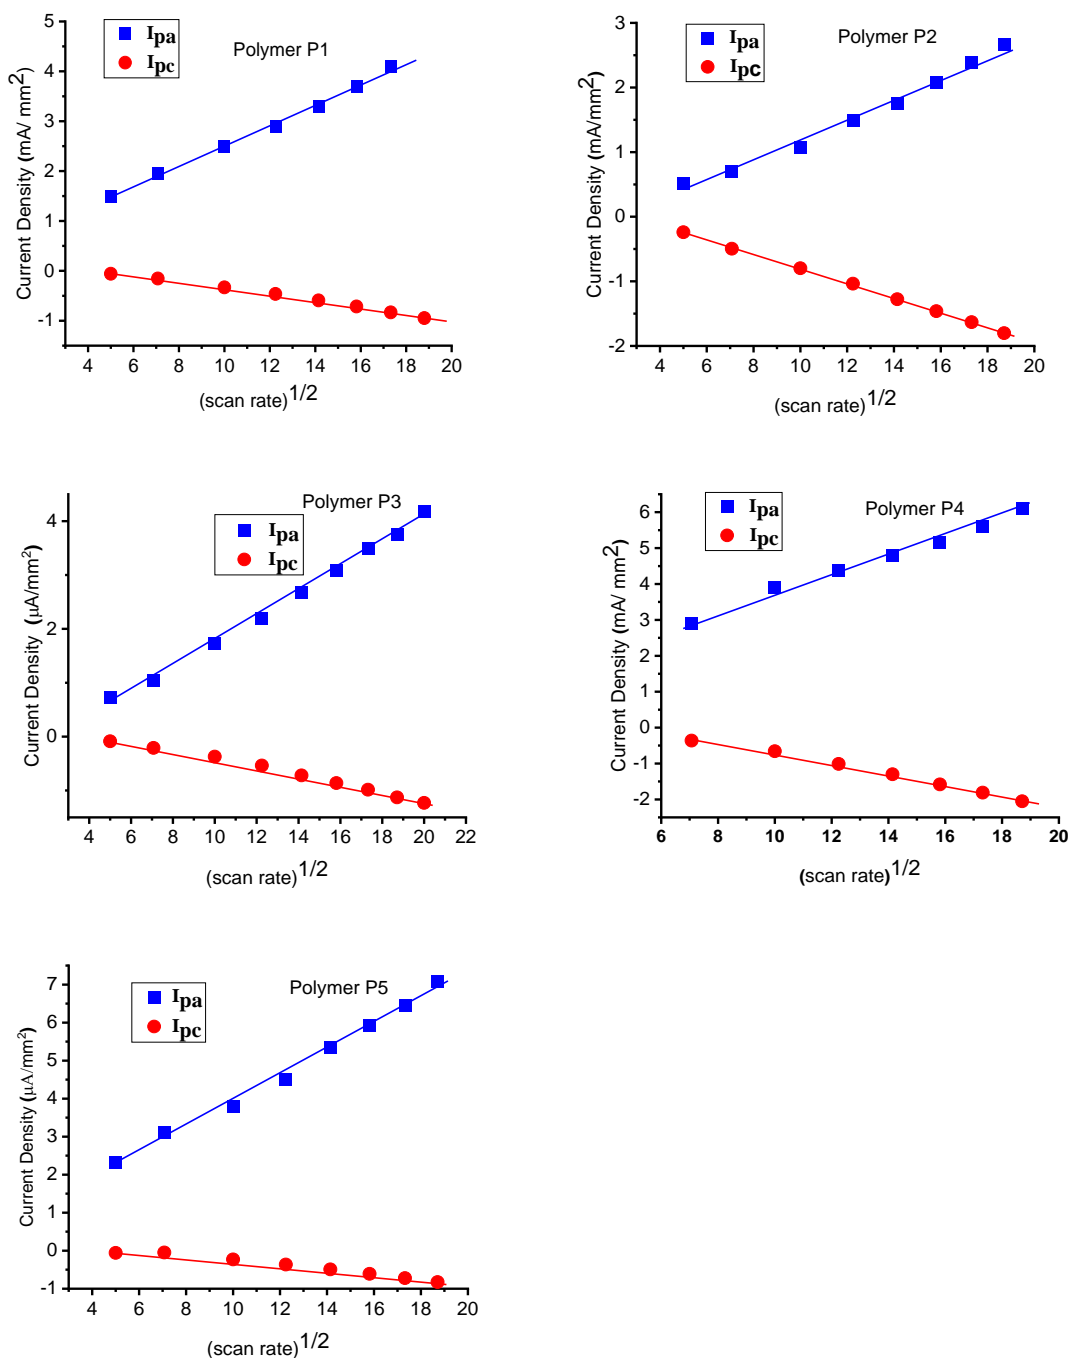 Polymer P1
Ipa
Ipc
Current Density (mA/ mm2)
5
4
3
2
1
0
-1
4 6 8 10 12 14 16 18 20
(scan rate)1/2
Polymer P2
Ipa
Ipc
Current Density (mA/mm2)
3
2
1
0
-1
-2
4 6 8 10 12 14 16 18 20
(scan rate)1/2
Polymer P3
Ipa
Ipc
Current Density (μA/mm2)
4
2
0
4 6 8 10 12 14 16 18 20 22
(scan rate)1/2
Polymer P4
Ipa
Ipc
Current Density (mA/ mm2)
6
5
4
3
2
1
0
-1
-2
6 8 10 12 14 16 18 20
(scan rate)1/2
Polymer P5
Ipa
Ipc
Current Density (μA/mm2)
7
6
5
4
3
2
1
0
-1
4 6 8 10 12 14 16 18 20
(scan rate)1/2